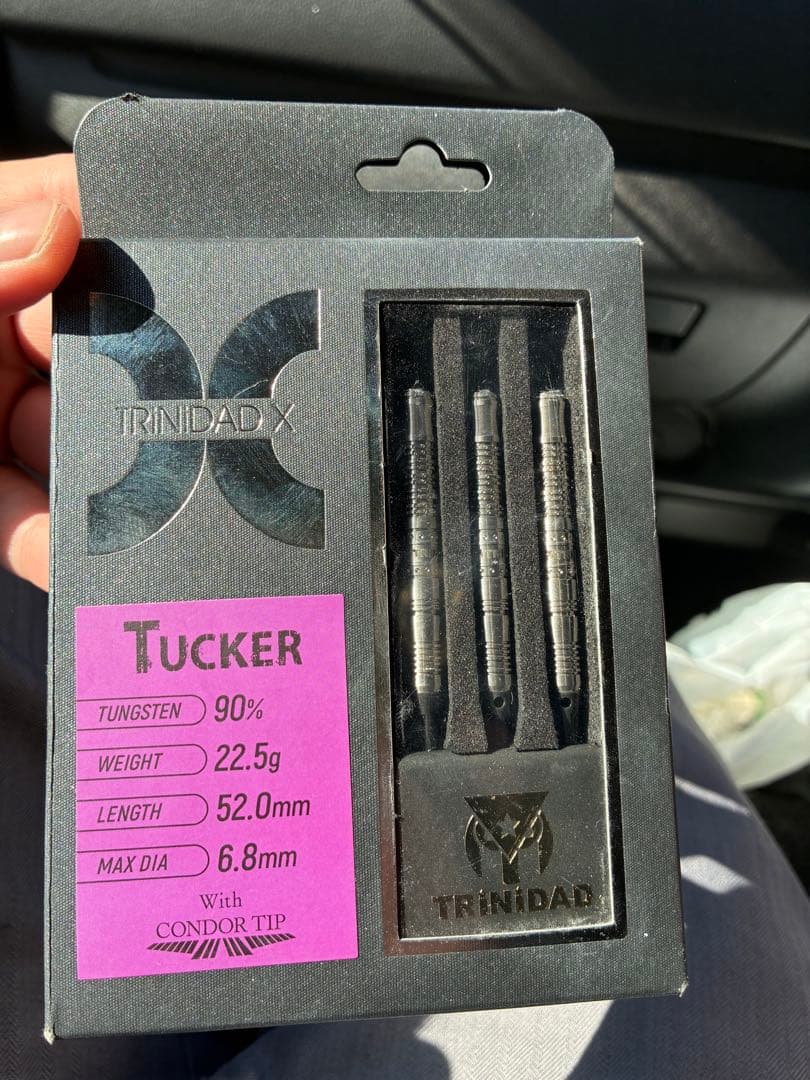 TRiNiDAD X
TUCKER
TUNGSTEN 90%
WEIGHT 22.5g
LENGTH 52.0mm
MAX DIA 6.8mm
With
CONDOR TIP
TRiNiDAD